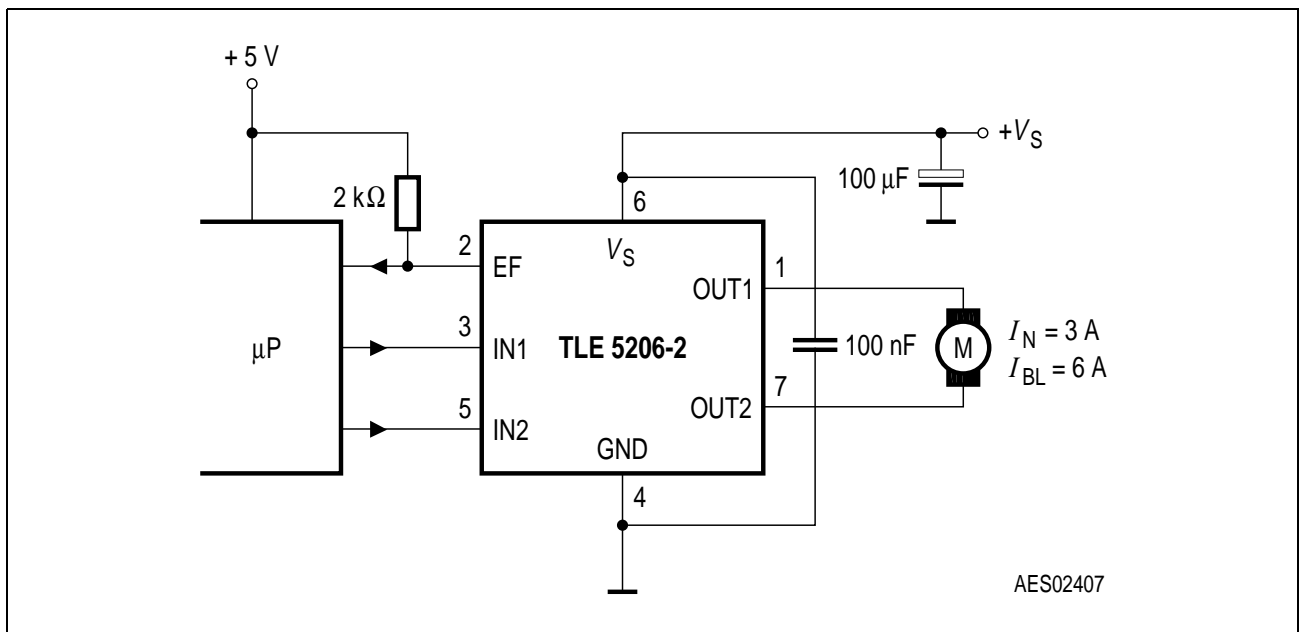 + 5 V
+VS
2 kΩ
100 μF
6
2
EF
VS
1
OUT1
3
μP
IN1
TLE 5206-2
100 nF
M
IN = 3 A
IBL = 6 A
5
7
IN2
OUT2
GND
4
AES02407